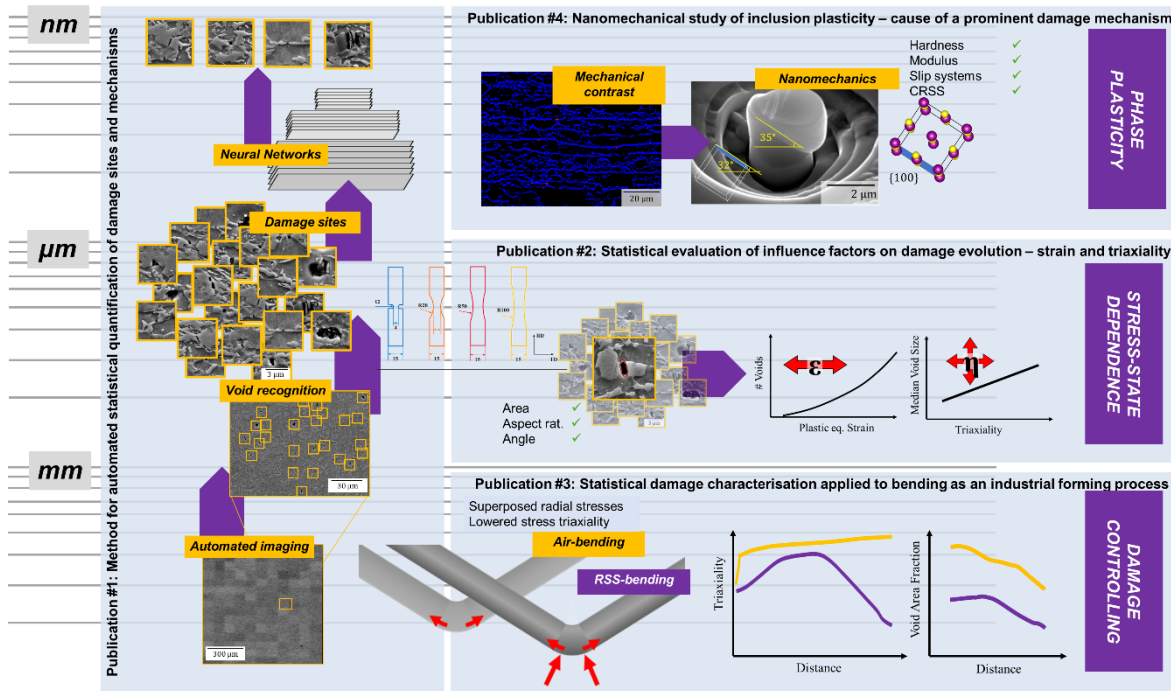 nm
µm
mm
Publication #1: Method for automated statistical quantification of damage sites and mechanisms
Neural Networks
Damage sites
3 µm
Void recognition
30 µm
Automated imaging
300 µm
Publication #4: Nanomechanical study of inclusion plasticity – cause of a prominent damage mechanism
Hardness ✓
Modulus ✓
Slip systems ✓
CRSS ✓
Mechanical
contrast
Nanomechanics
20 µm
35°
32°
2 µm
{100}
PHASE
PLASTICITY
Publication #2: Statistical evaluation of influence factors on damage evolution – strain and triaxiality
R20
R50
R100
15
15
15
RD
TD
Area ✓
Aspect rat. ✓
Angle ✓
3 µm
# Voids
ε
Plastic eq. Strain
Median Void Size
η
Triaxiality
STRESS-STATE
DEPENDENCE
Publication #3: Statistical damage characterisation applied to bending as an industrial forming process
Superposed radial stresses
Lowered stress triaxiality
Air-bending
RSS-bending
Triaxiality
Distance
Void Area Fraction
Distance
DAMAGE
CONTROLLING